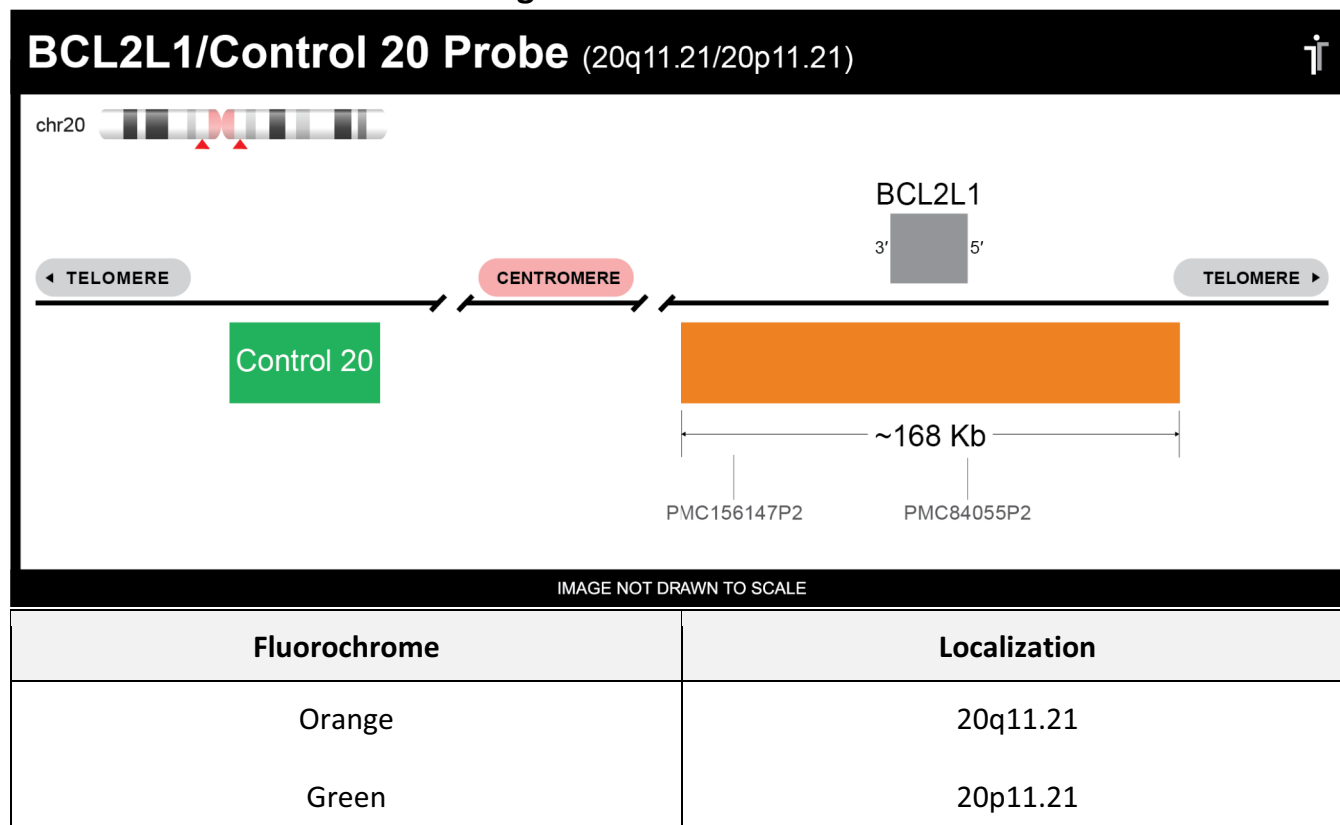 BCL2L1/Control 20 Probe (20q11.21/20p11.21)
chr20
BCL2L1
3′ 5′
◂ TELOMERE CENTROMERE TELOMERE ▸
Control 20
~168 Kb
PMC156147P2 PMC84055P2
IMAGE NOT DRAWN TO SCALE
Fluorochrome Localization
Orange 20q11.21
Green 20p11.21